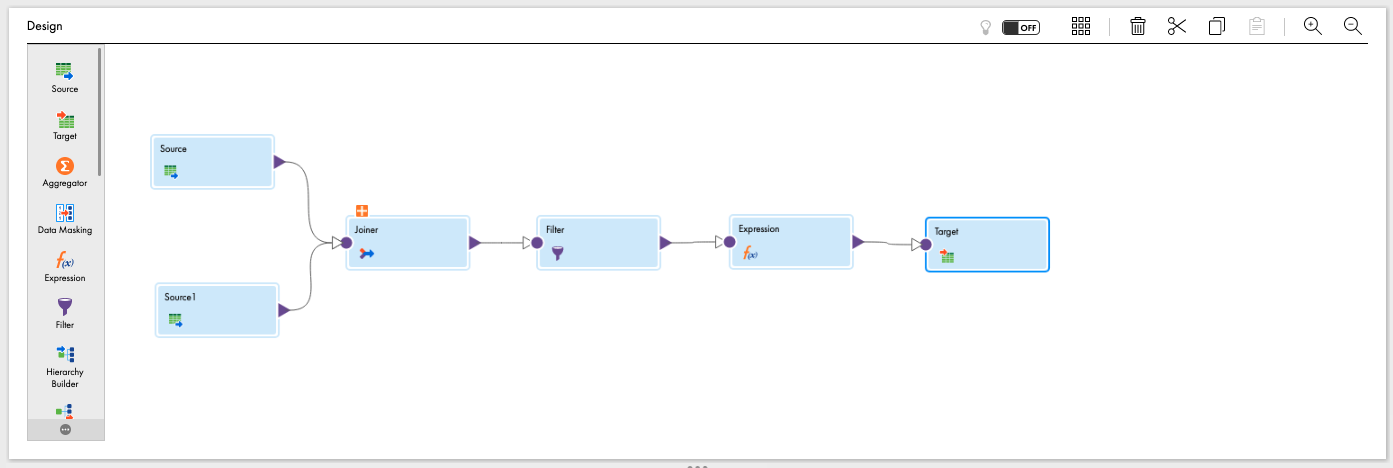 Design
OFF
Source
Target
Aggregator
Data Masking
Expression
Filter
Hierarchy
Builder
Source
Source1
Joiner
Filter
Expression
Target